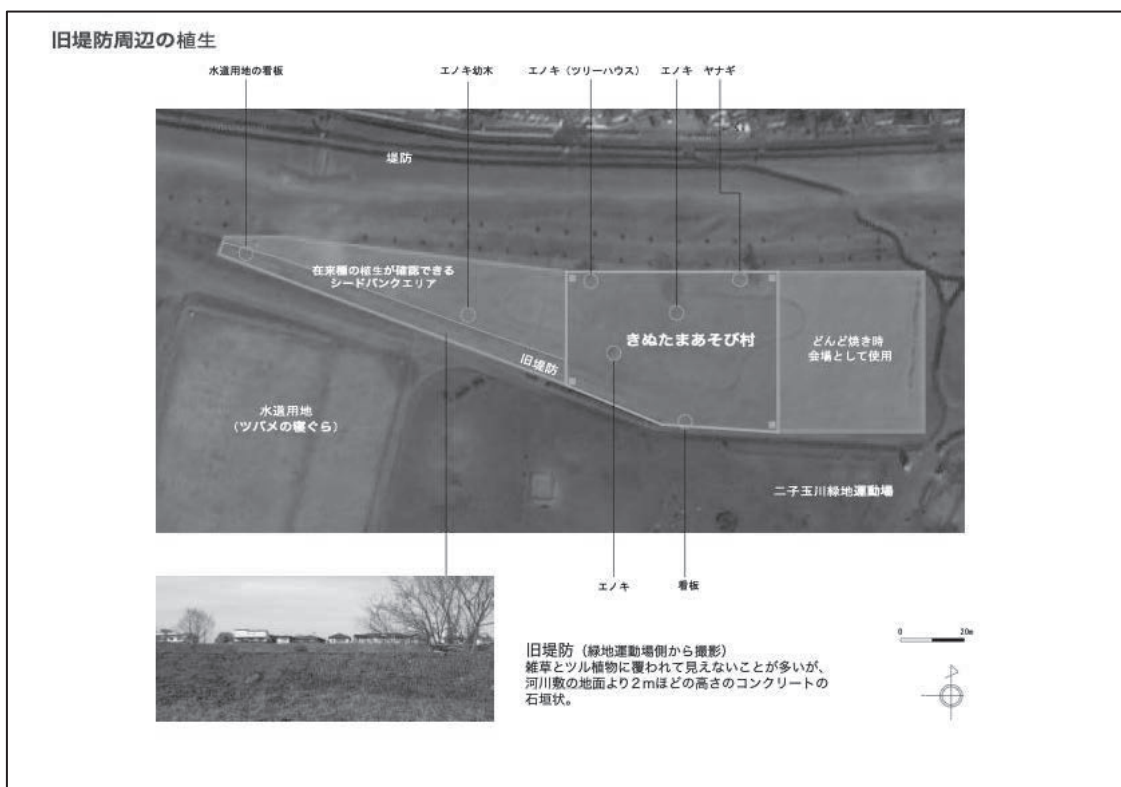 旧堤防周辺の植生
水道用地の看板
エノキ幼木
エノキ（ツリーハウス）
エノキ
ヤナギ
堤防
在来種の植生が確認できる
シードバンクエリア
きぬたまあそび村
どんど焼き時
会場として使用
旧堤防
水道用地
（ツバメの寝ぐら）
二子玉川緑地運動場
エノキ
看板
旧堤防（緑地運動場側から撮影）
雑草とツル植物に覆われて見えないことが多いが、
河川敷の地面より２ｍほどの高さのコンクリートの
石垣状。
0 20m